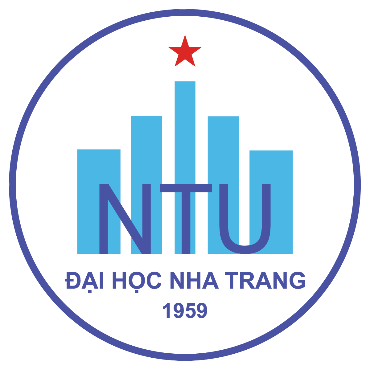 NTU
ĐẠI HỌC NHA TRANG
1959